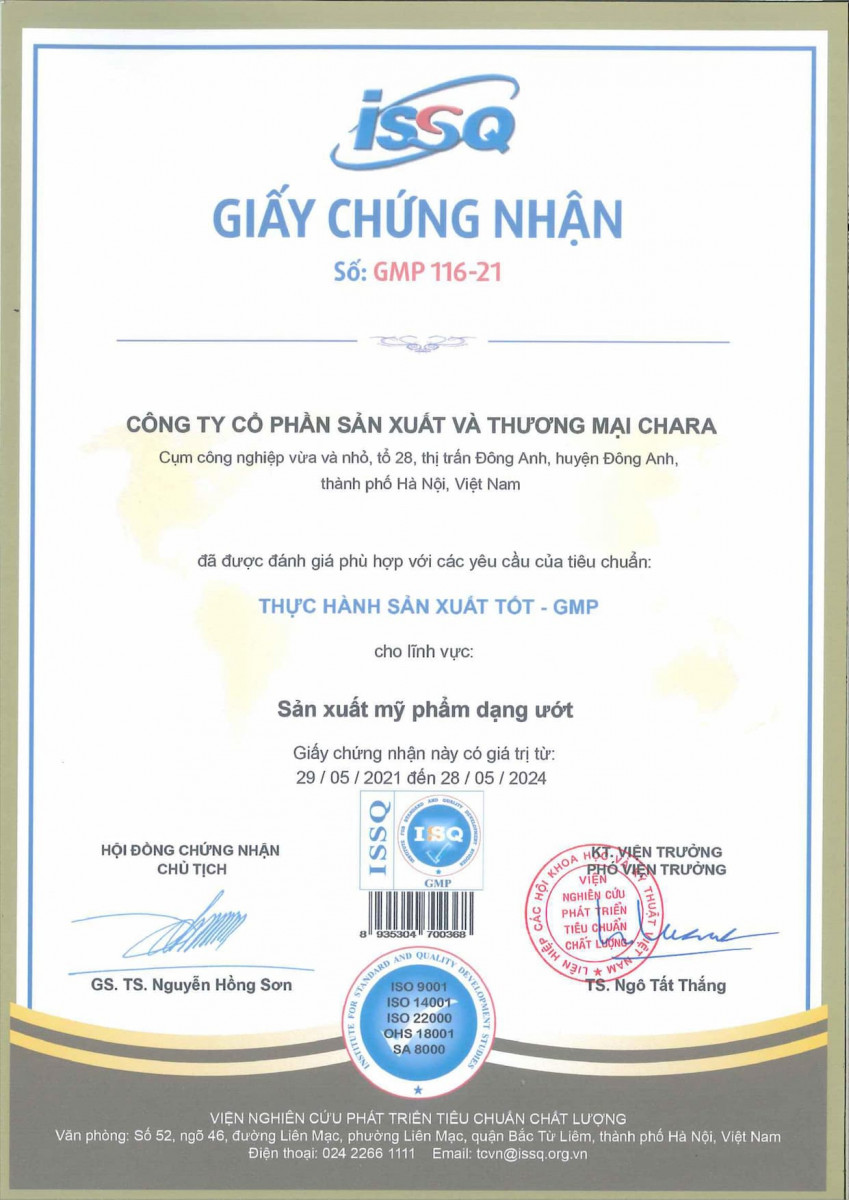 ISSQ
GIẤY CHỨNG NHẬN
Số: GMP 116-21
CÔNG TY CỔ PHẦN SẢN XUẤT VÀ THƯƠNG MẠI CHARA
Cụm công nghiệp vừa và nhỏ, tổ 28, thị trấn Đông Anh, huyện Đông Anh,
thành phố Hà Nội, Việt Nam
đã được đánh giá phù hợp với các yêu cầu của tiêu chuẩn:
THỰC HÀNH SẢN XUẤT TỐT - GMP
cho lĩnh vực:
Sản xuất mỹ phẩm dạng ướt
Giấy chứng nhận này có giá trị từ:
29 / 05 / 2021 đến 28 / 05 / 2024
ISSQ
INSTITUTE FOR STANDARD AND QUALITY DEVELOPMENT STUDIES
ISSQ
GMP
8 935304 700368
HỘI ĐỒNG CHỨNG NHẬN
CHỦ TỊCH
GS. TS. Nguyễn Hồng Sơn
KT. VIỆN TRƯỞNG
PHÓ VIỆN TRƯỞNG
LIÊN HIỆP CÁC HỘI KHOA HỌC VÀ KỸ THUẬT VIỆT NAM
VIỆN
NGHIÊN CỨU
PHÁT TRIỂN
TIÊU CHUẨN
CHẤT LƯỢNG
TS. Ngô Tất Thắng
INSTITUTE FOR STANDARD AND QUALITY DEVELOPMENT STUDIES
ISO 9001
ISO 14001
ISO 22000
OHS 18001
SA 8000
VIỆN NGHIÊN CỨU PHÁT TRIỂN TIÊU CHUẨN CHẤT LƯỢNG
Văn phòng: Số 52, ngõ 46, đường Liên Mạc, phường Liên Mạc, quận Bắc Từ Liêm, thành phố Hà Nội, Việt Nam
Điện thoại: 024 2266 1111 Email: tcvn@issq.org.vn